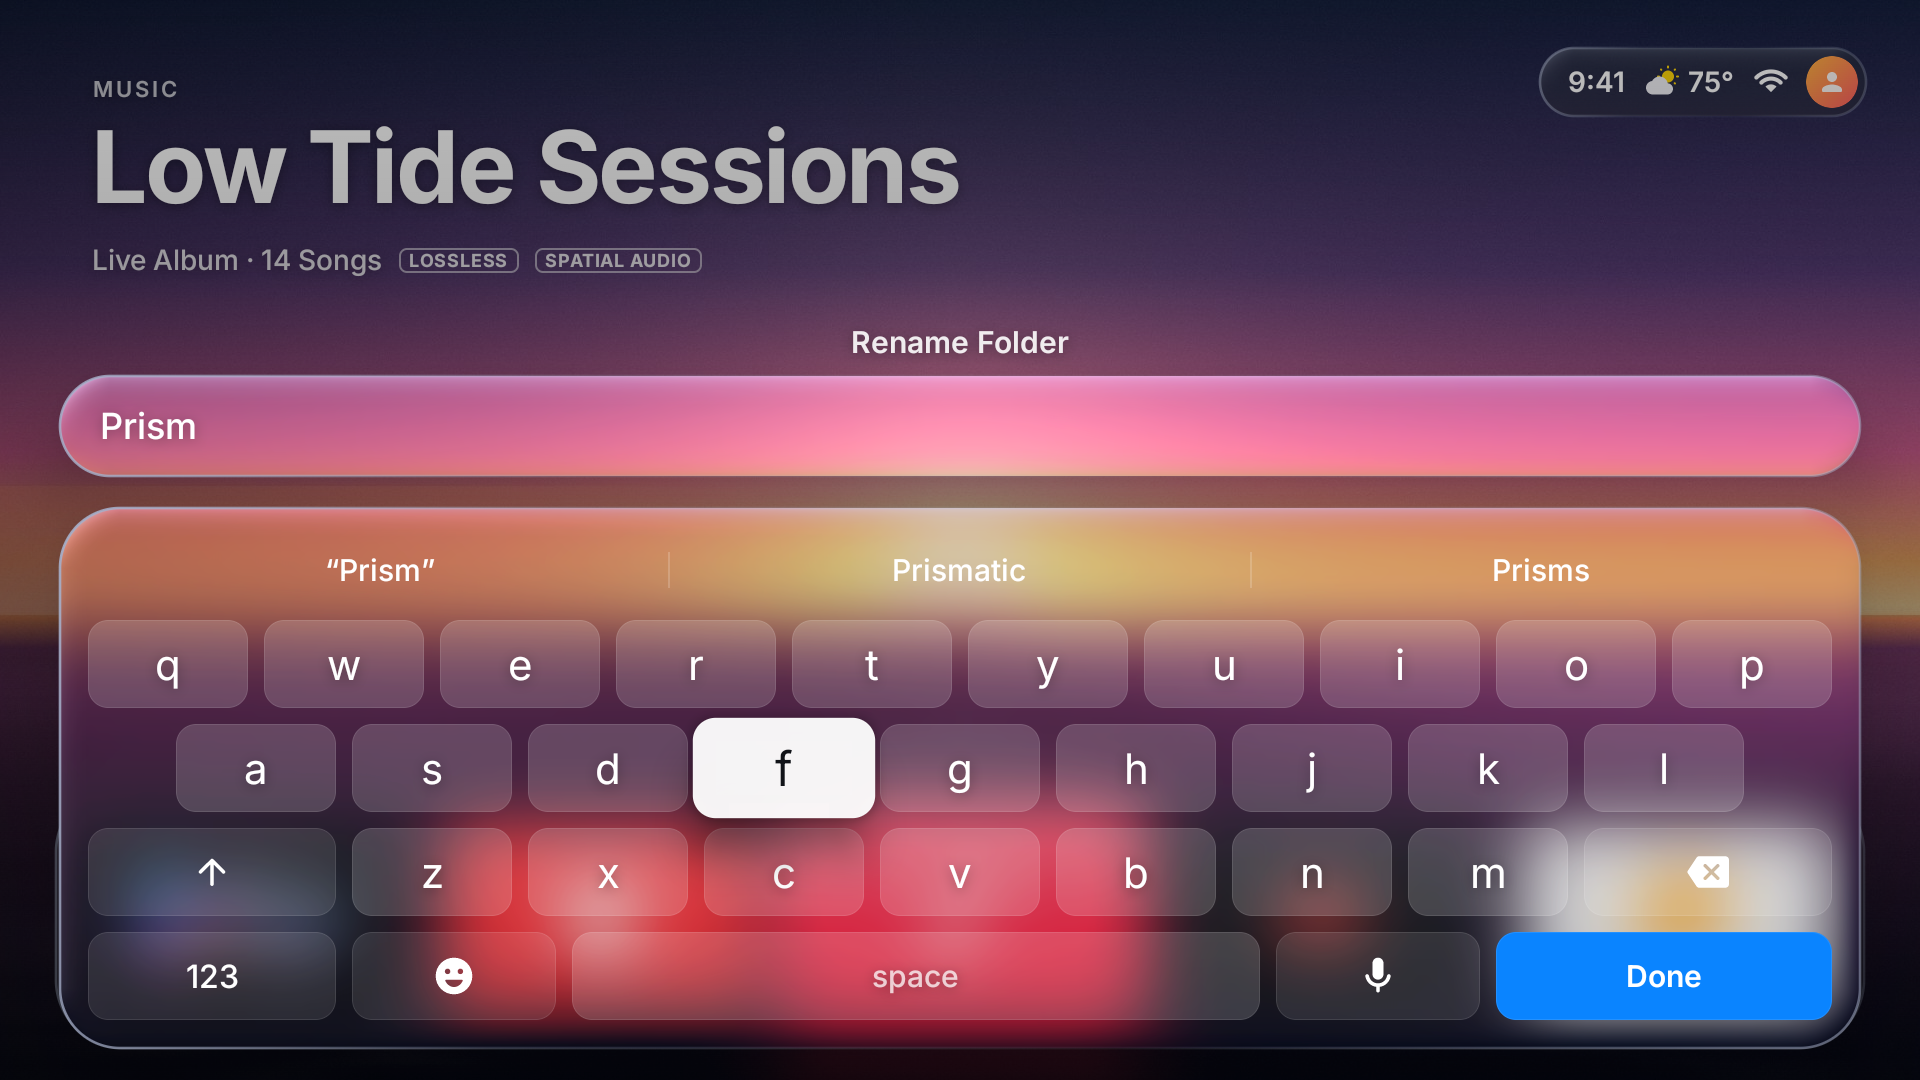 MUSIC
9:41 75°
Low Tide Sessions
Live Album · 14 Songs LOSSLESS SPATIAL AUDIO
Rename Folder
Prism
“Prism” Prismatic Prisms
q w e r t y u i o p
a s d f g h j k l
z x c v b n m
123 space Done